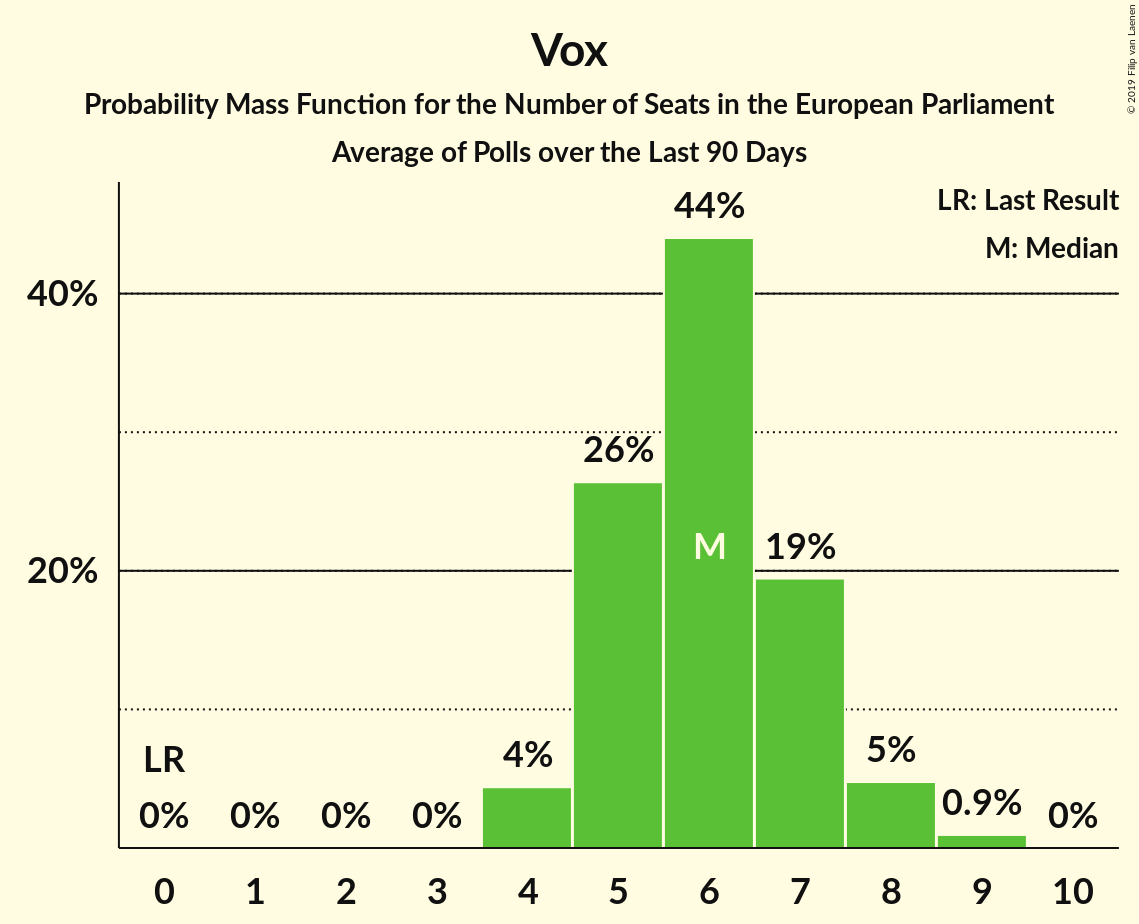 Vox
Probability Mass Function for the Number of Seats in the European Parliament
Average of Polls over the Last 90 Days
© 2019 Filip van Laenen
LR: Last Result
M: Median
40%
20%
LR
0%
0%
0%
0%
4%
26%
44%
M
19%
5%
0.9%
0%
0 1 2 3 4 5 6 7 8 9 10